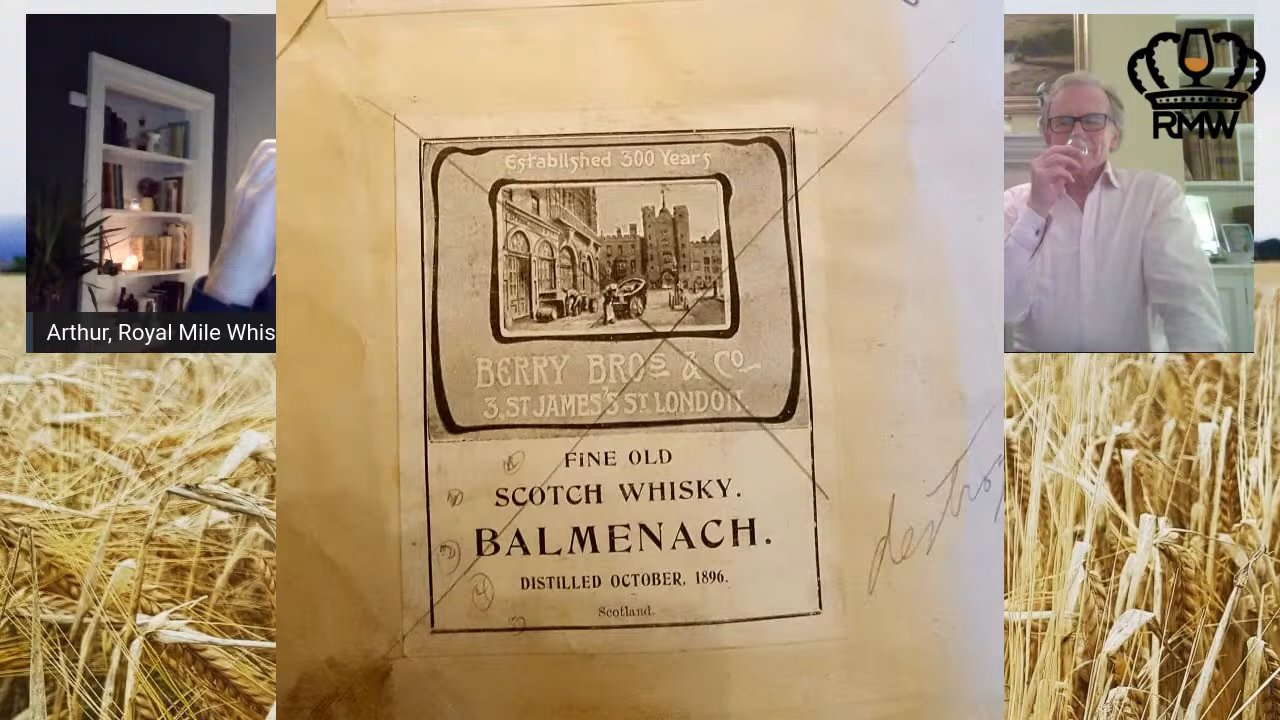 Established 300 Years
BERRY BROS & Co
3, ST JAMES'S ST. LONDON.
FINE OLD
SCOTCH WHISKY.
BALMENACH.
DISTILLED OCTOBER, 1896.
Scotland.
destroy
Arthur, Royal Mile Whis
RMW